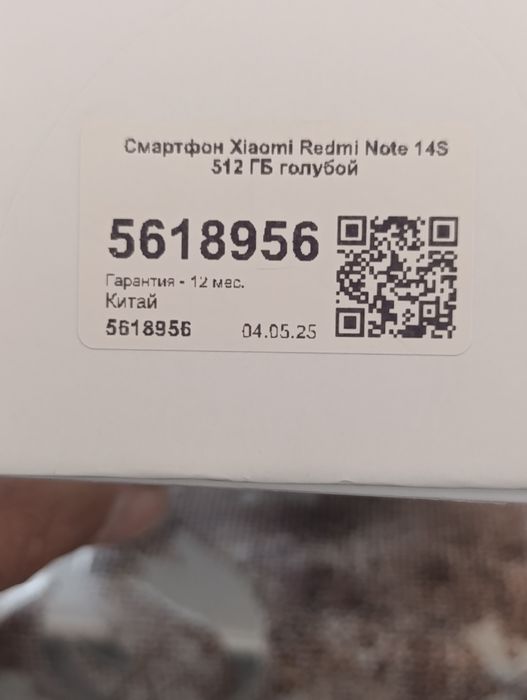 Смартфон Xiaomi Redmi Note 14S
512 ГБ голубой
5618956
Гарантия - 12 мес.
Китай
5618956 04.05.25